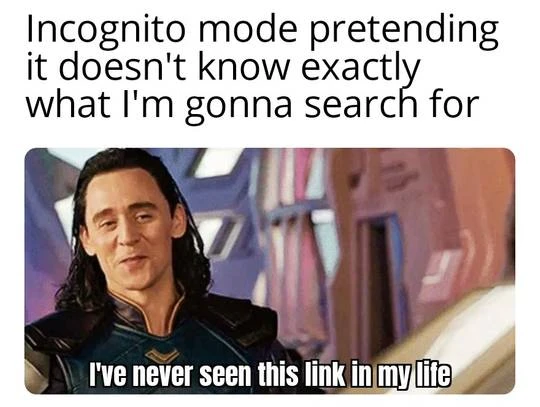 Incognito mode pretending
it doesn't know exactly
what I'm gonna search for
I've never seen this link in my life